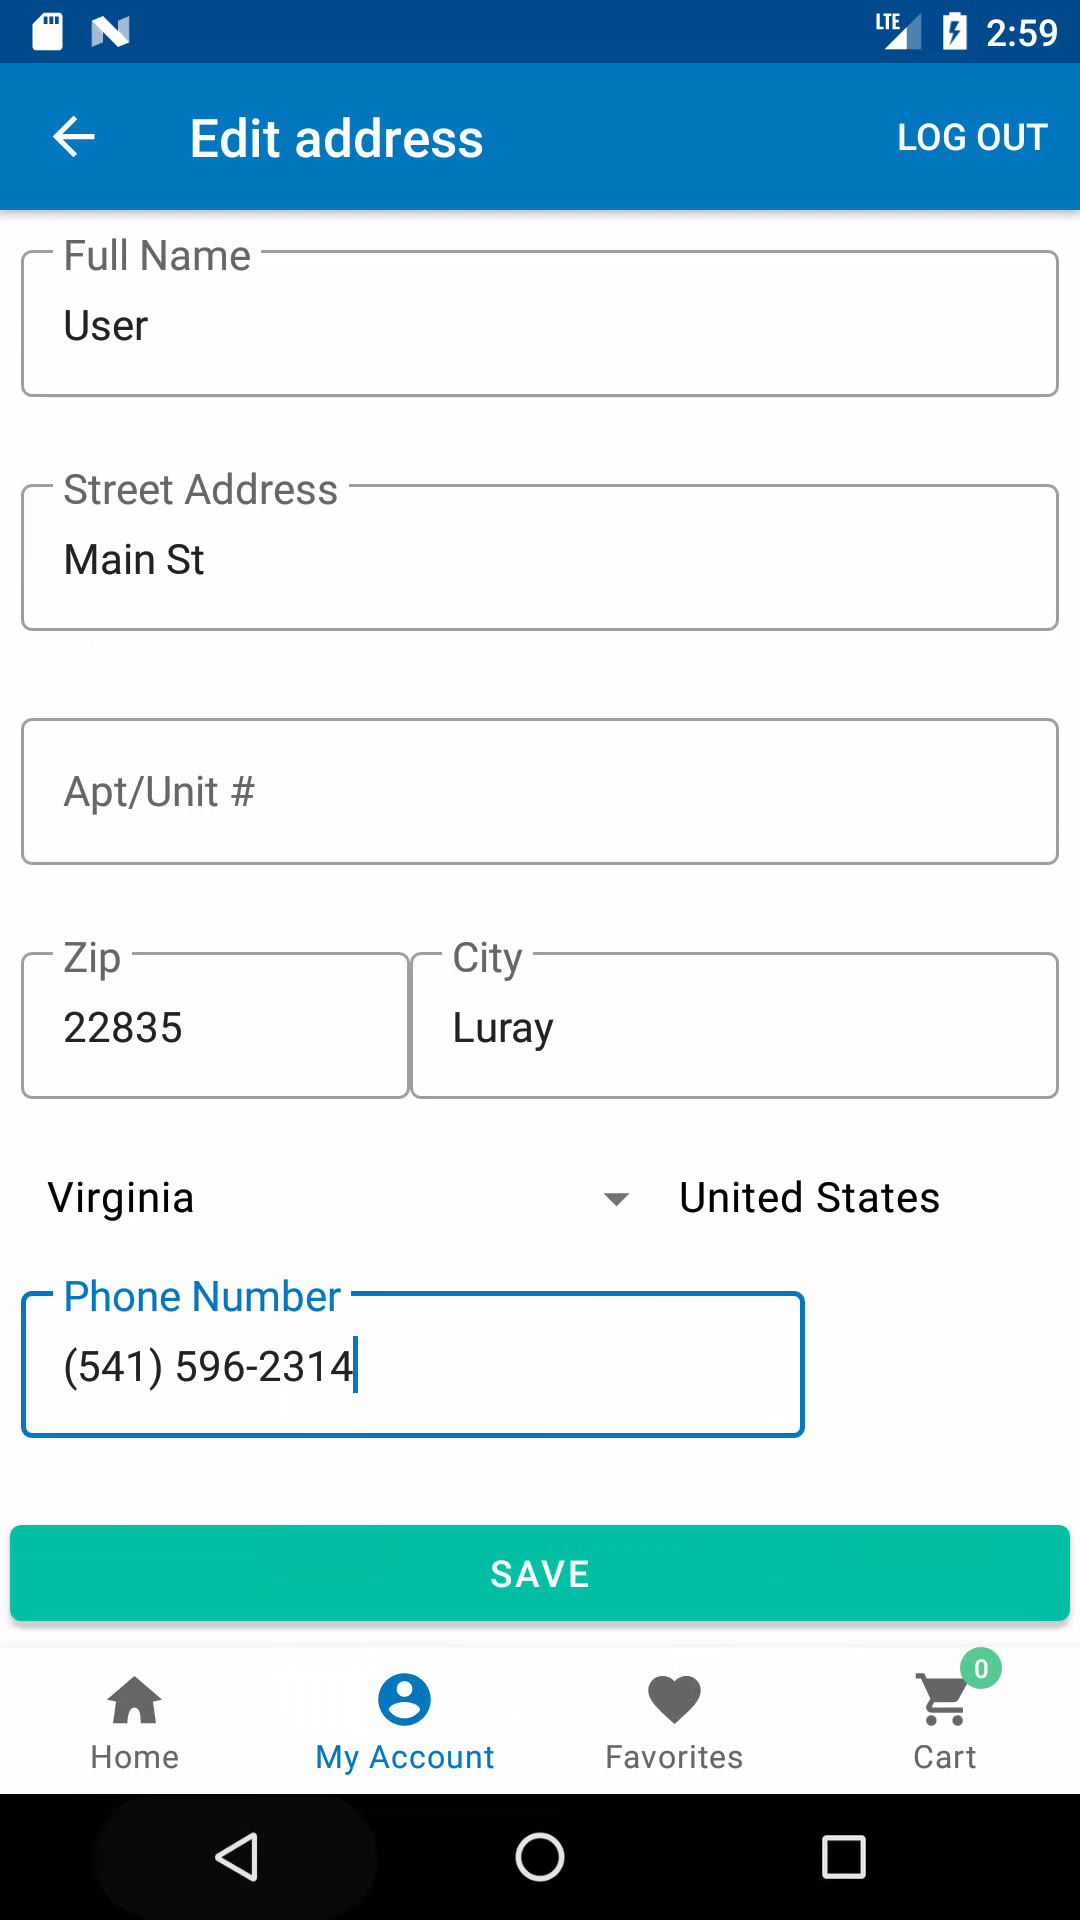 LTE 2:59
Edit address LOG OUT
Full Name
User
Street Address
Main St
Apt/Unit #
Zip City
22835 Luray
Virginia United States
Phone Number
(541) 596-2314
SAVE
0
Home My Account Favorites Cart